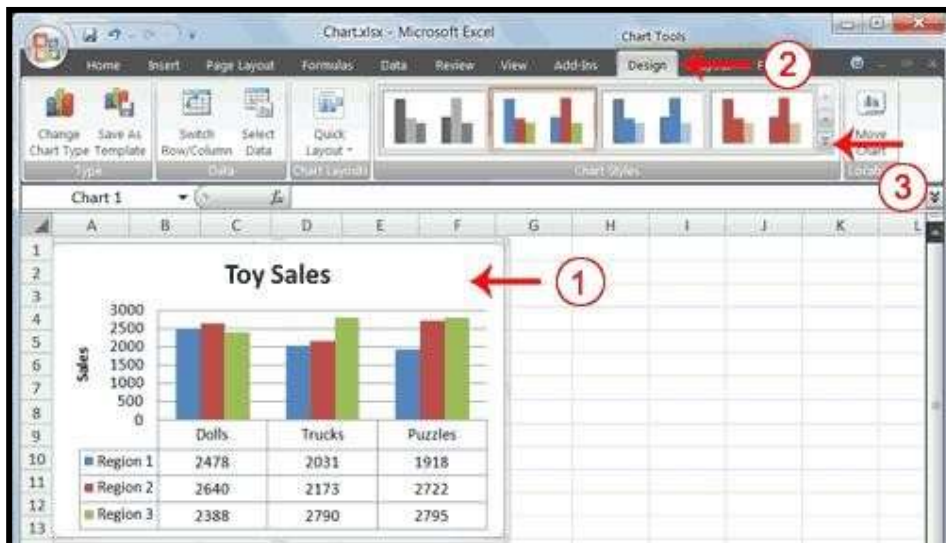 Chart.xlsx - Microsoft Excel
Chart Tools
Home Insert Page Layout Formulas Data Review View Add-Ins Design
2
Change Chart Type
Save As Template
Switch Row/Column
Select Data
Quick Layout
Move Chart
Type
Data
Chart Layouts
Chart Styles
3
Chart 1
fx
A B C D E F G H I J K L
1
2
3
4
5
6
7
8
9
10
11
12
13
Toy Sales
1
Sales
3000
2500
2000
1500
1000
500
0
Dolls Trucks Puzzles
Region 1 2478 2031 1918
Region 2 2640 2173 2722
Region 3 2388 2790 2795